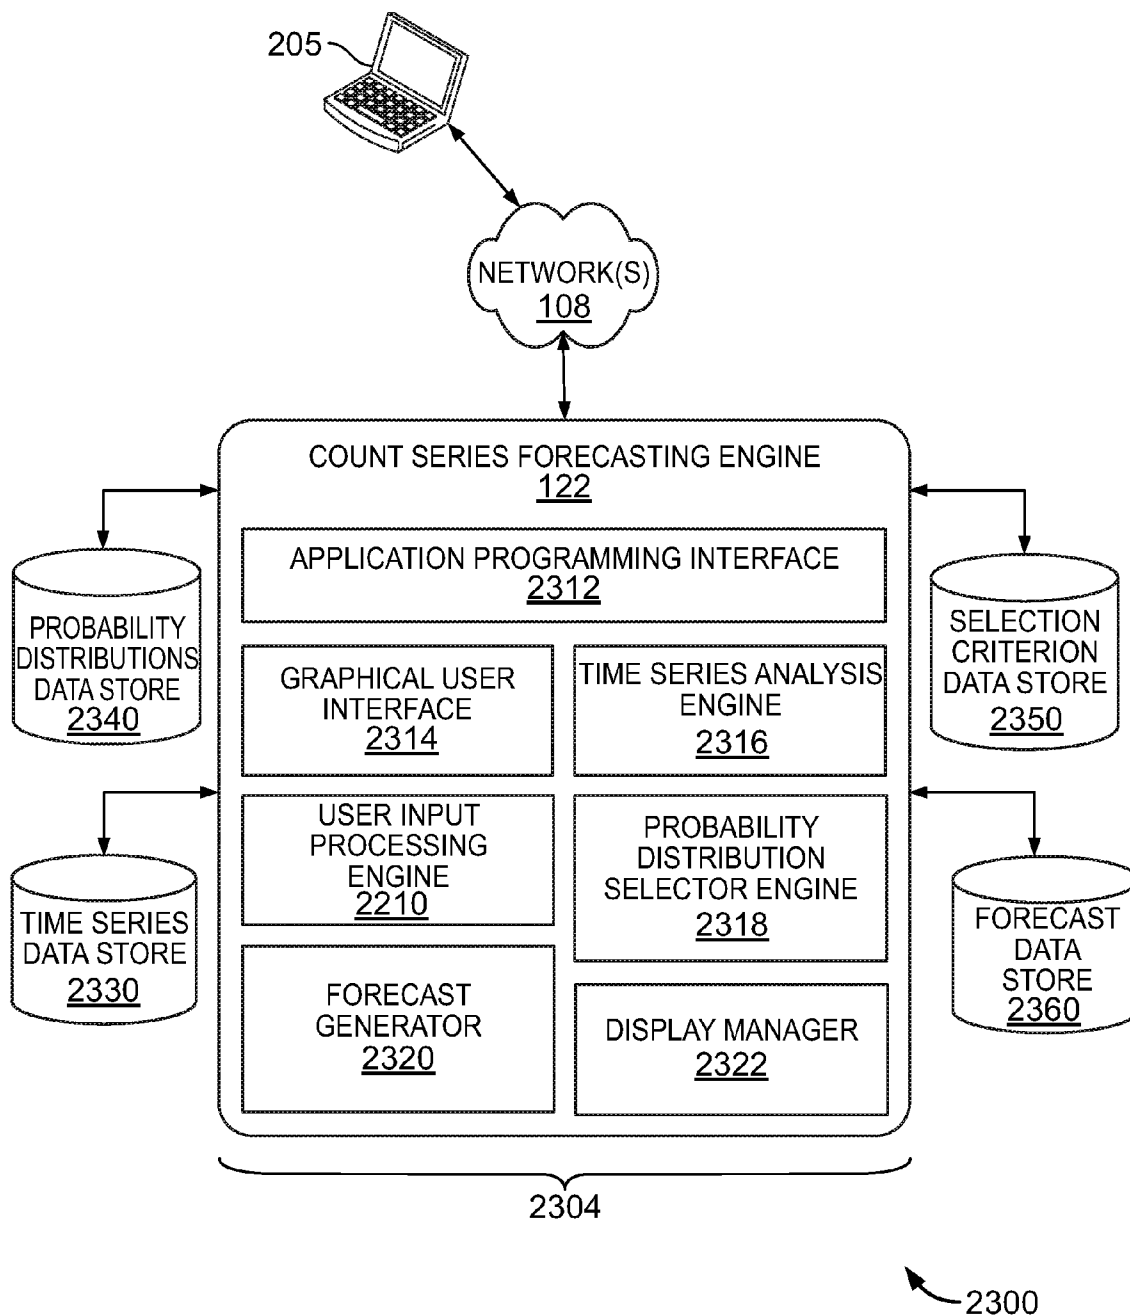 205
NETWORK(S)
108
COUNT SERIES FORECASTING ENGINE
122
APPLICATION PROGRAMMING INTERFACE
2312
PROBABILITY
DISTRIBUTIONS
DATA STORE
2340
GRAPHICAL USER
INTERFACE
2314
TIME SERIES ANALYSIS
ENGINE
2316
SELECTION
CRITERION
DATA STORE
2350
TIME SERIES
DATA STORE
2330
USER INPUT
PROCESSING
ENGINE
2210
PROBABILITY
DISTRIBUTION
SELECTOR ENGINE
2318
FORECAST
DATA
STORE
2360
FORECAST
GENERATOR
2320
DISPLAY MANAGER
2322
2304
2300